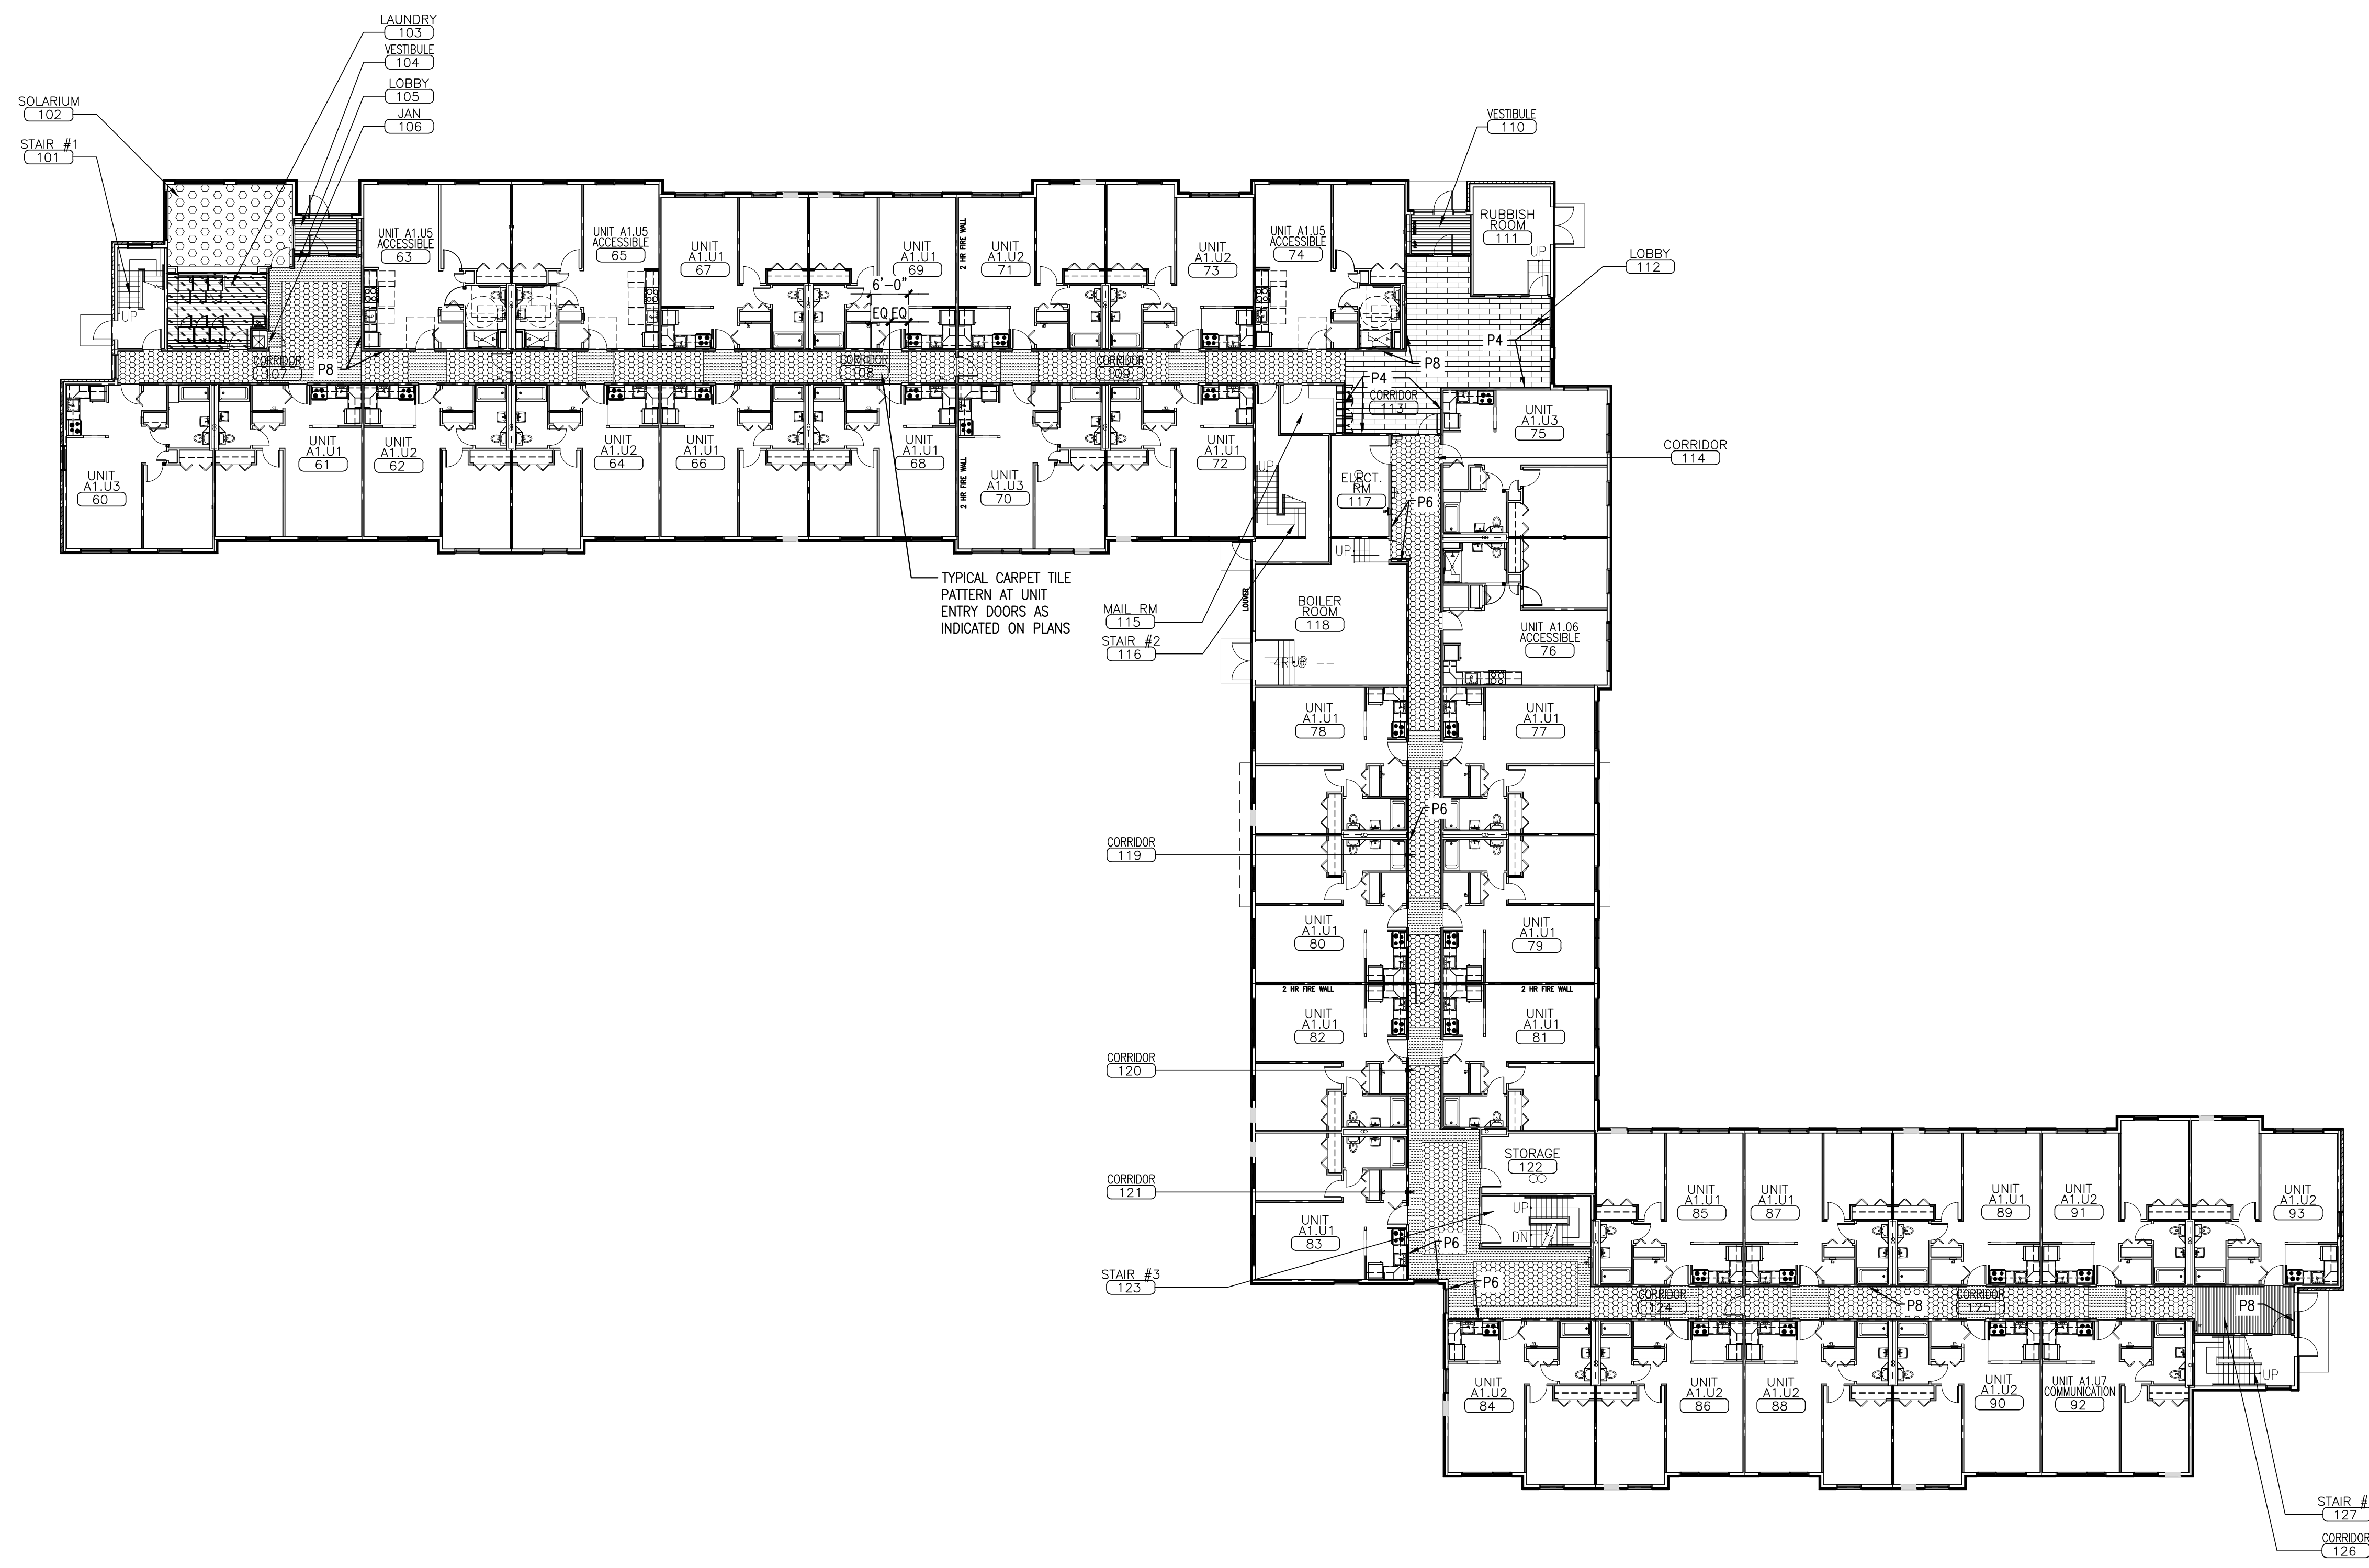 LAUNDRY
103
VESTIBULE
104
LOBBY
105
JAN
106
SOLARIUM
102
STAIR #1
101
VESTIBULE
110
RUBBISH
ROOM
111
UP
LOBBY
112
UNIT A1.U5
ACCESSIBLE
63
UNIT A1.U5
ACCESSIBLE
65
UNIT
A1.U1
67
UNIT
A1.U1
69
2 HR FIRE WALL
UNIT
A1.U2
71
UNIT
A1.U2
73
UNIT A1.U5
ACCESSIBLE
74
6'-0"
EQ EQ
UP
P4
CORRIDOR
107
P8
CORRIDOR
108
CORRIDOR
109
P8
P4
CORRIDOR
113
UNIT
A1.U3
60
UNIT
A1.U1
61
UNIT
A1.U2
62
UNIT
A1.U2
64
UNIT
A1.U1
66
UNIT
A1.U1
68
2 HR FIRE WALL
UNIT
A1.U3
70
UNIT
A1.U1
72
UNIT
A1.U3
75
CORRIDOR
114
UP
ELECT.
RM
117
P6
UP
TYPICAL CARPET TILE
PATTERN AT UNIT
ENTRY DOORS AS
INDICATED ON PLANS
LOUVER
MAIL RM
115
STAIR #2
116
BOILER
ROOM
118
UNIT A1.06
ACCESSIBLE
76
UNIT
A1.U1
78
UNIT
A1.U1
77
P6
CORRIDOR
119
UNIT
A1.U1
80
UNIT
A1.U1
79
2 HR FIRE WALL
2 HR FIRE WALL
UNIT
A1.U1
82
UNIT
A1.U1
81
CORRIDOR
120
CORRIDOR
121
STORAGE
122
UP
DN
UNIT
A1.U1
83
P6
STAIR #3
123
P6
UNIT
A1.U1
85
UNIT
A1.U1
87
UNIT
A1.U1
89
UNIT
A1.U2
91
UNIT
A1.U2
93
CORRIDOR
124
P8
CORRIDOR
125
P8
UP
UNIT
A1.U2
84
UNIT
A1.U2
86
UNIT
A1.U2
88
UNIT
A1.U2
90
UNIT A1.U7
COMMUNICATION
92
STAIR #
127
CORRIDOR
126